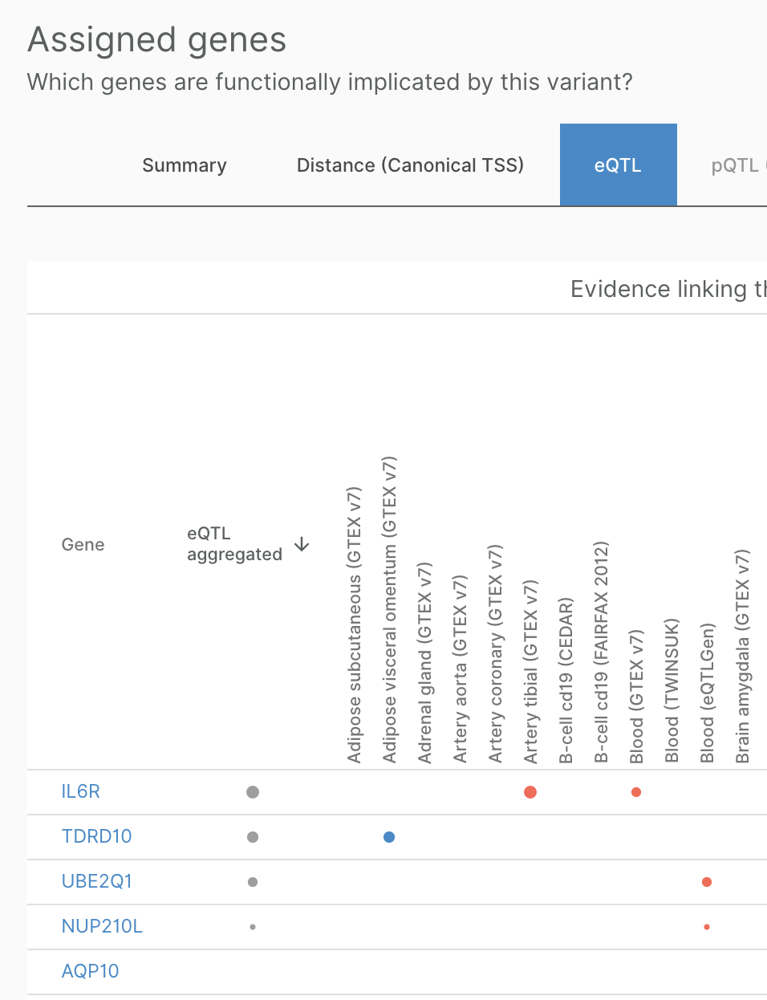 Assigned genes
Which genes are functionally implicated by this variant?
Summary
Distance (Canonical TSS)
eQTL
pQTL
Evidence linking
Gene
eQTL
aggregated
Adipose subcutaneous (GTEX v7)
Adipose visceral omentum (GTEX v7)
Adrenal gland (GTEX v7)
Artery aorta (GTEX v7)
Artery coronary (GTEX v7)
Artery tibial (GTEX v7)
B-cell cd19 (CEDAR)
B-cell cd19 (FAIRFAX 2012)
Blood (GTEX v7)
Blood (TWINSUK)
Blood (eQTLGen)
Brain amygdala (GTEX v7)
IL6R
TDRD10
UBE2Q1
NUP210L
AQP10